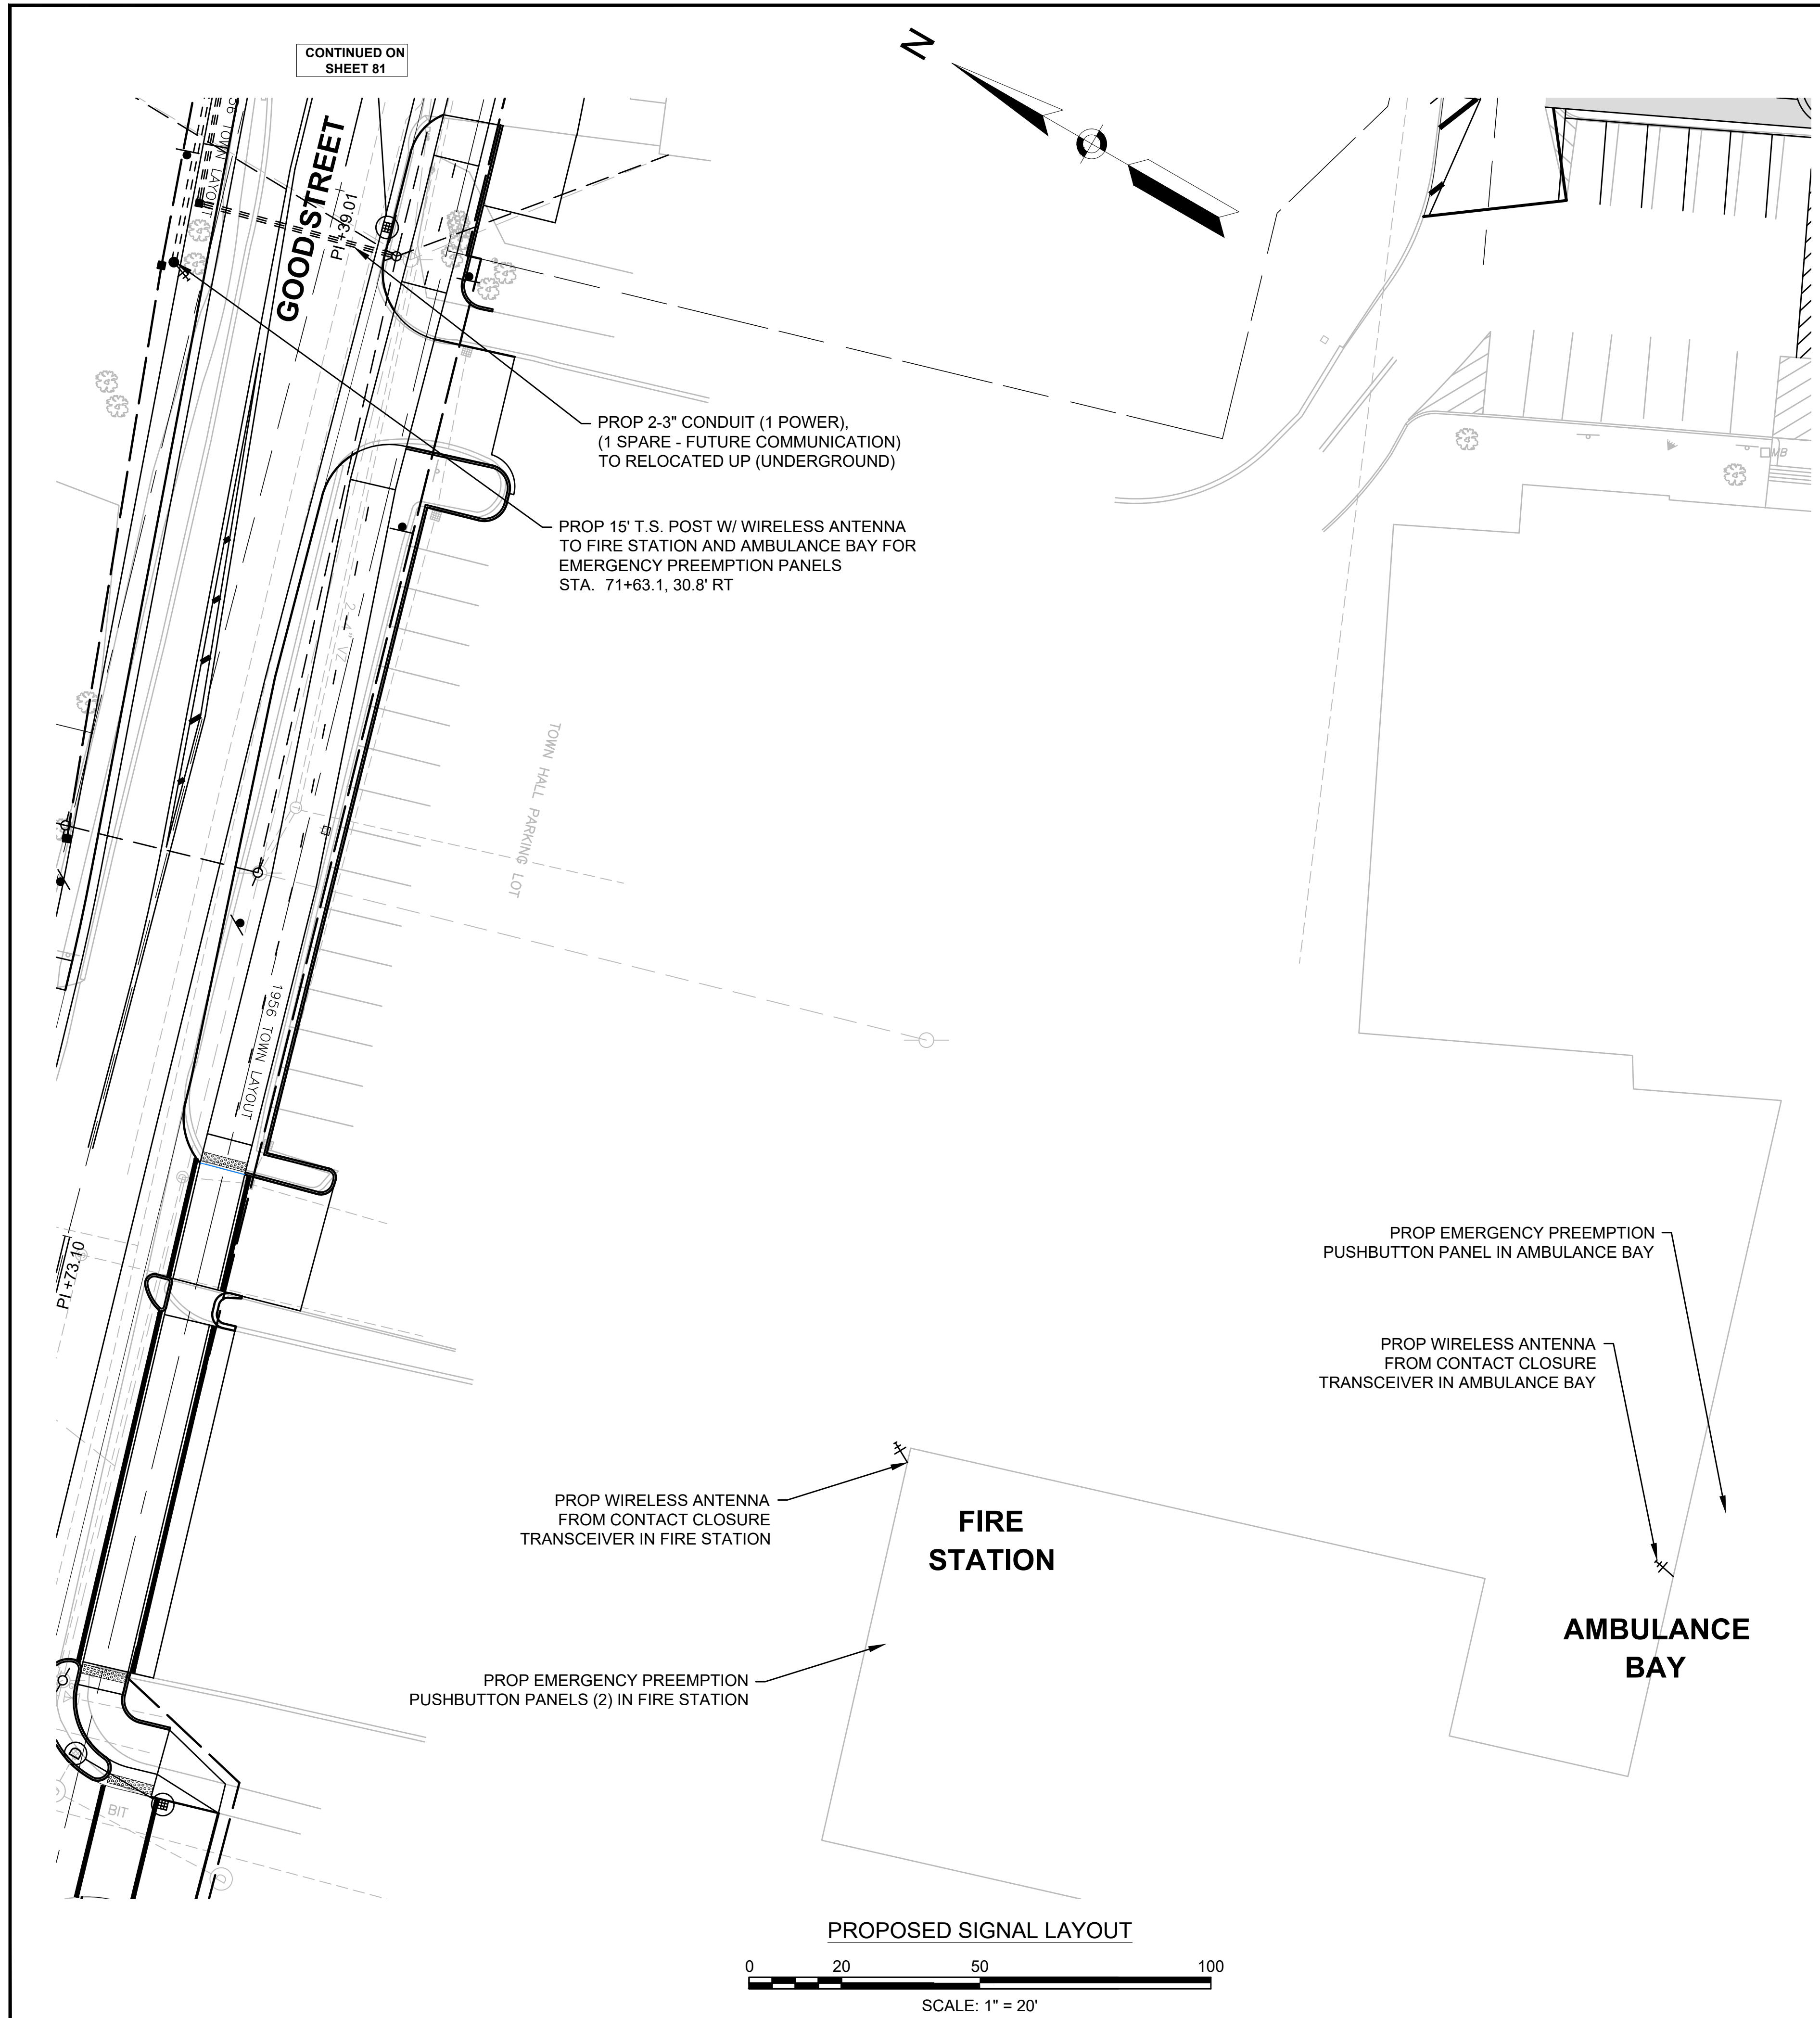 CONTINUED ON
SHEET 81
N
56 TOWN LAYOUT
GOOD STREET
PI +39.01
PROP 2-3" CONDUIT (1 POWER),
(1 SPARE - FUTURE COMMUNICATION)
TO RELOCATED UP (UNDERGROUND)
MB
PROP 15' T.S. POST W/ WIRELESS ANTENNA
TO FIRE STATION AND AMBULANCE BAY FOR
EMERGENCY PREEMPTION PANELS
STA. 71+63.1, 30.8' RT
TOWN HALL PARKING LOT
1956 TOWN LAYOUT
PI +73.10
PROP EMERGENCY PREEMPTION
PUSHBUTTON PANEL IN AMBULANCE BAY
PROP WIRELESS ANTENNA
FROM CONTACT CLOSURE
TRANSCEIVER IN AMBULANCE BAY
PROP WIRELESS ANTENNA
FROM CONTACT CLOSURE
TRANSCEIVER IN FIRE STATION
FIRE
STATION
AMBULANCE
BAY
PROP EMERGENCY PREEMPTION
PUSHBUTTON PANELS (2) IN FIRE STATION
D
BIT
D
PROPOSED SIGNAL LAYOUT
0 20 50 100
SCALE: 1" = 20'